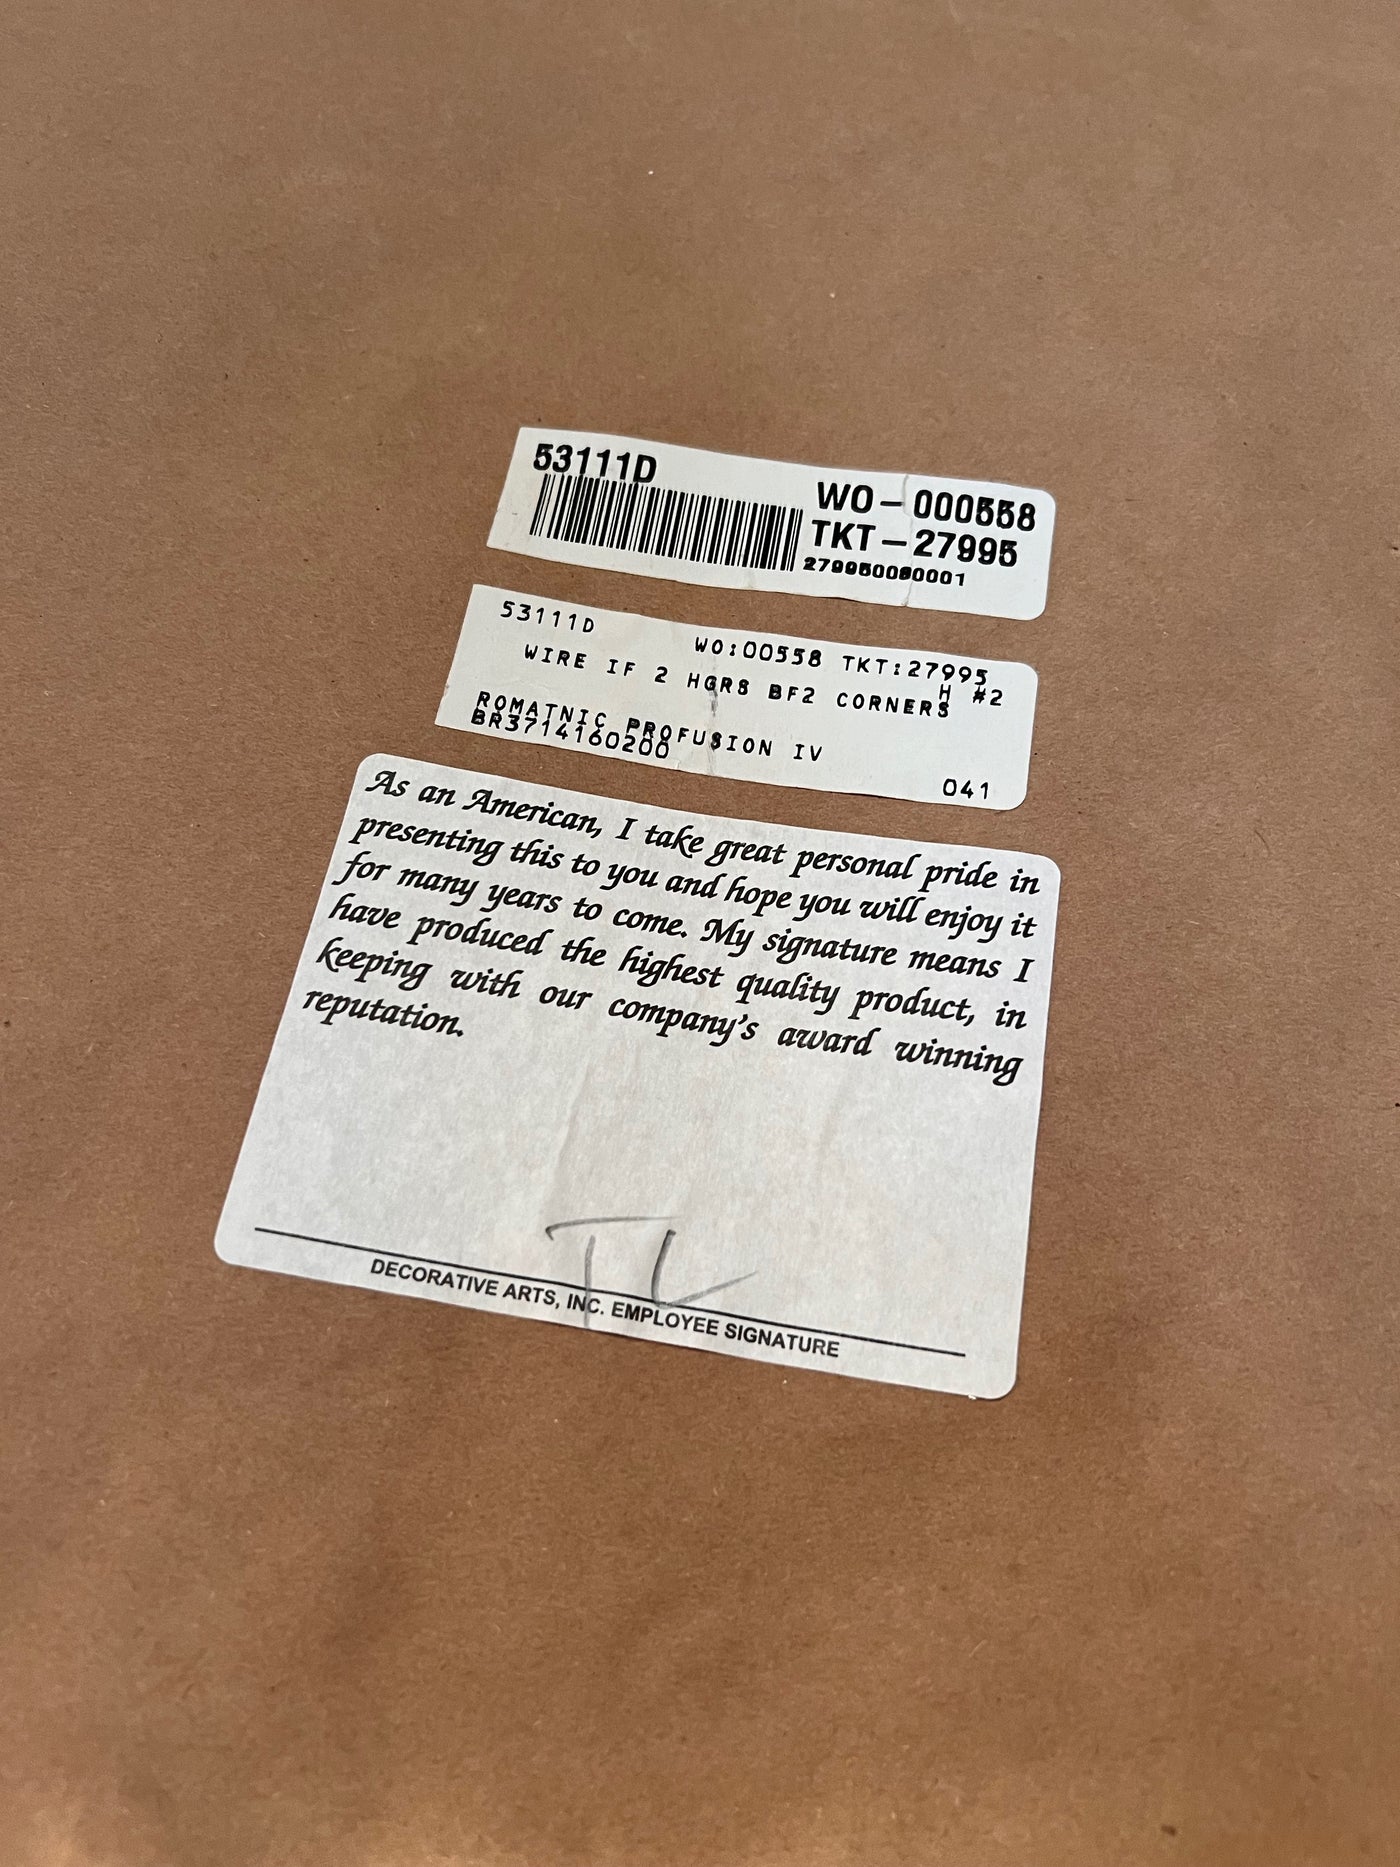 53111D
WO-000558
TKT-27995
279950080001
53111D WO:00558 TKT:27995
H #2
WIRE IF 2 HGRS BF2 CORNERS
ROMATNIC PROFUSION IV
BR3714160200
041
As an American, I take great personal pride in
presenting this to you and hope you will enjoy it
for many years to come. My signature means I
have produced the highest quality product, in
keeping with our company's award winning
reputation.
TL
DECORATIVE ARTS, INC. EMPLOYEE SIGNATURE